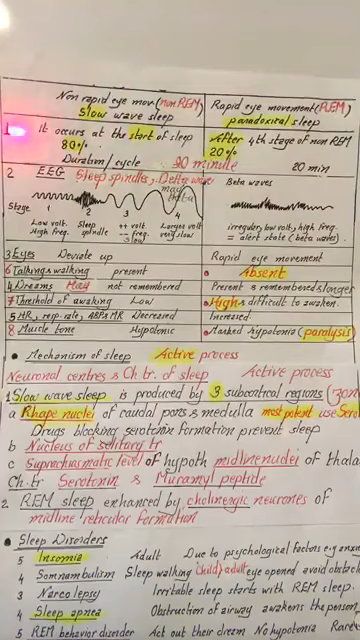 Non rapid eye mov(non REM) Rapid eye movement(REM)
Slow wave sleep paradoxical sleep
1 It occurs at the start of sleep After 4th stage of non REM
80% 20%
Duration/cycle 90 minute 20 min
2 EEG Sleep spindles, Beta waves
Stage 1 2 3 4
Low volt. Sleep ++ volt Largest volt irregular, low volt, high freq.
High freq. spindle -- freq. very slow = alert state (beta waves).
slow
3 Eyes Deviate up Rapid eye movement
6 Talking & walking present Absent
4 Dreams May not remembered Present & remembered & longer
7 Threshold of awaking Low High & difficult to awaken.
5 HR, resp. rate, ABP & MR Decreased Increased
8 Muscle tone Hypotonic Marked hypotonia (paralysis)
Mechanism of sleep Active process
Neuronal centres & Ch tr. of sleep Active process
1 Slow wave sleep is produced by 3 subcortical regions
a Rhape nuclei of caudal pons & medulla most potent use Sero
Drugs blocking serotonin formation prevent sleep
b Nucleus of solitary tr
c Suprachasmatic level of hypoth midline nuclei of thala
Ch tr Serotonin & Muramyl peptide
2 REM sleep enhanced by cholinergic neurones of
midline reticular formation
Sleep Disorders
5 Insomia Adult Due to psychological factors eg anx
4 Somnambulism Sleep walking Child/adult eye opened avoid obstac
3 Narco lepsy Irritable sleep starts with REM sleep.
4 Sleep apnea Obstruction of airway awakens the person
5 REM behavior disorder Act out their dream No hypotonia Rare